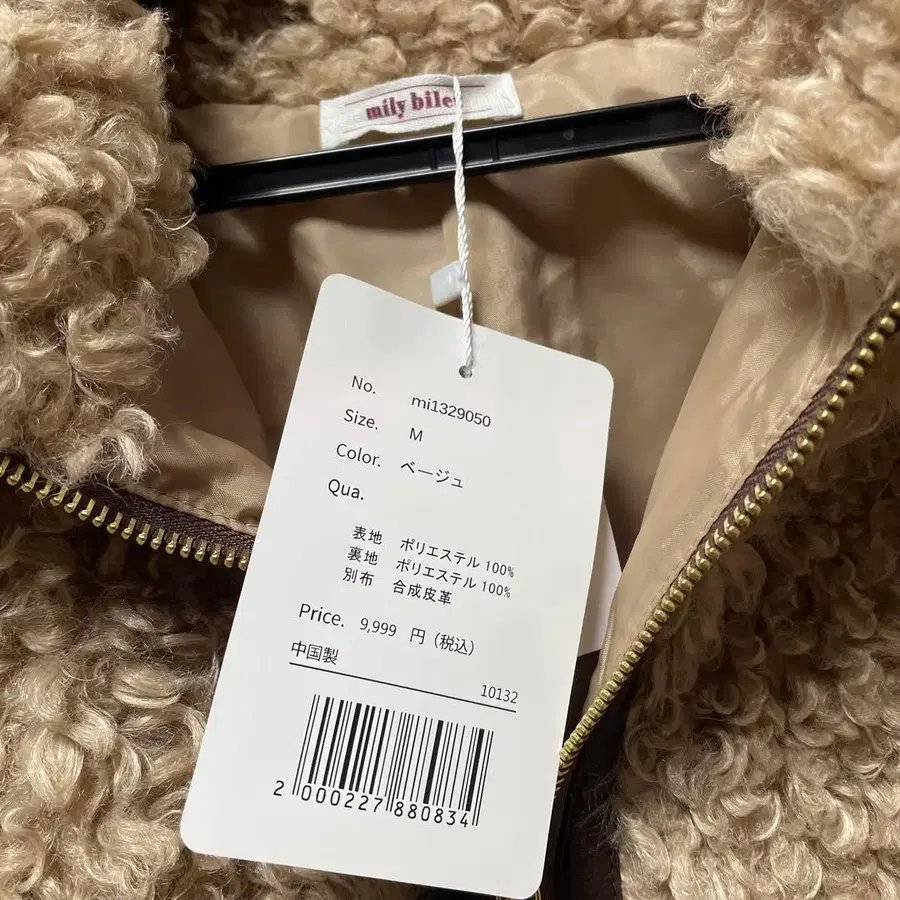 mily bile
No. mi1329050
Size. M
Color. ベージュ
Qua.
表地 ポリエステル 100%
裏地 ポリエステル 100%
別布 合成皮革
Price. 9,999 円 (税込)
中国製
10132
2 000227 880834